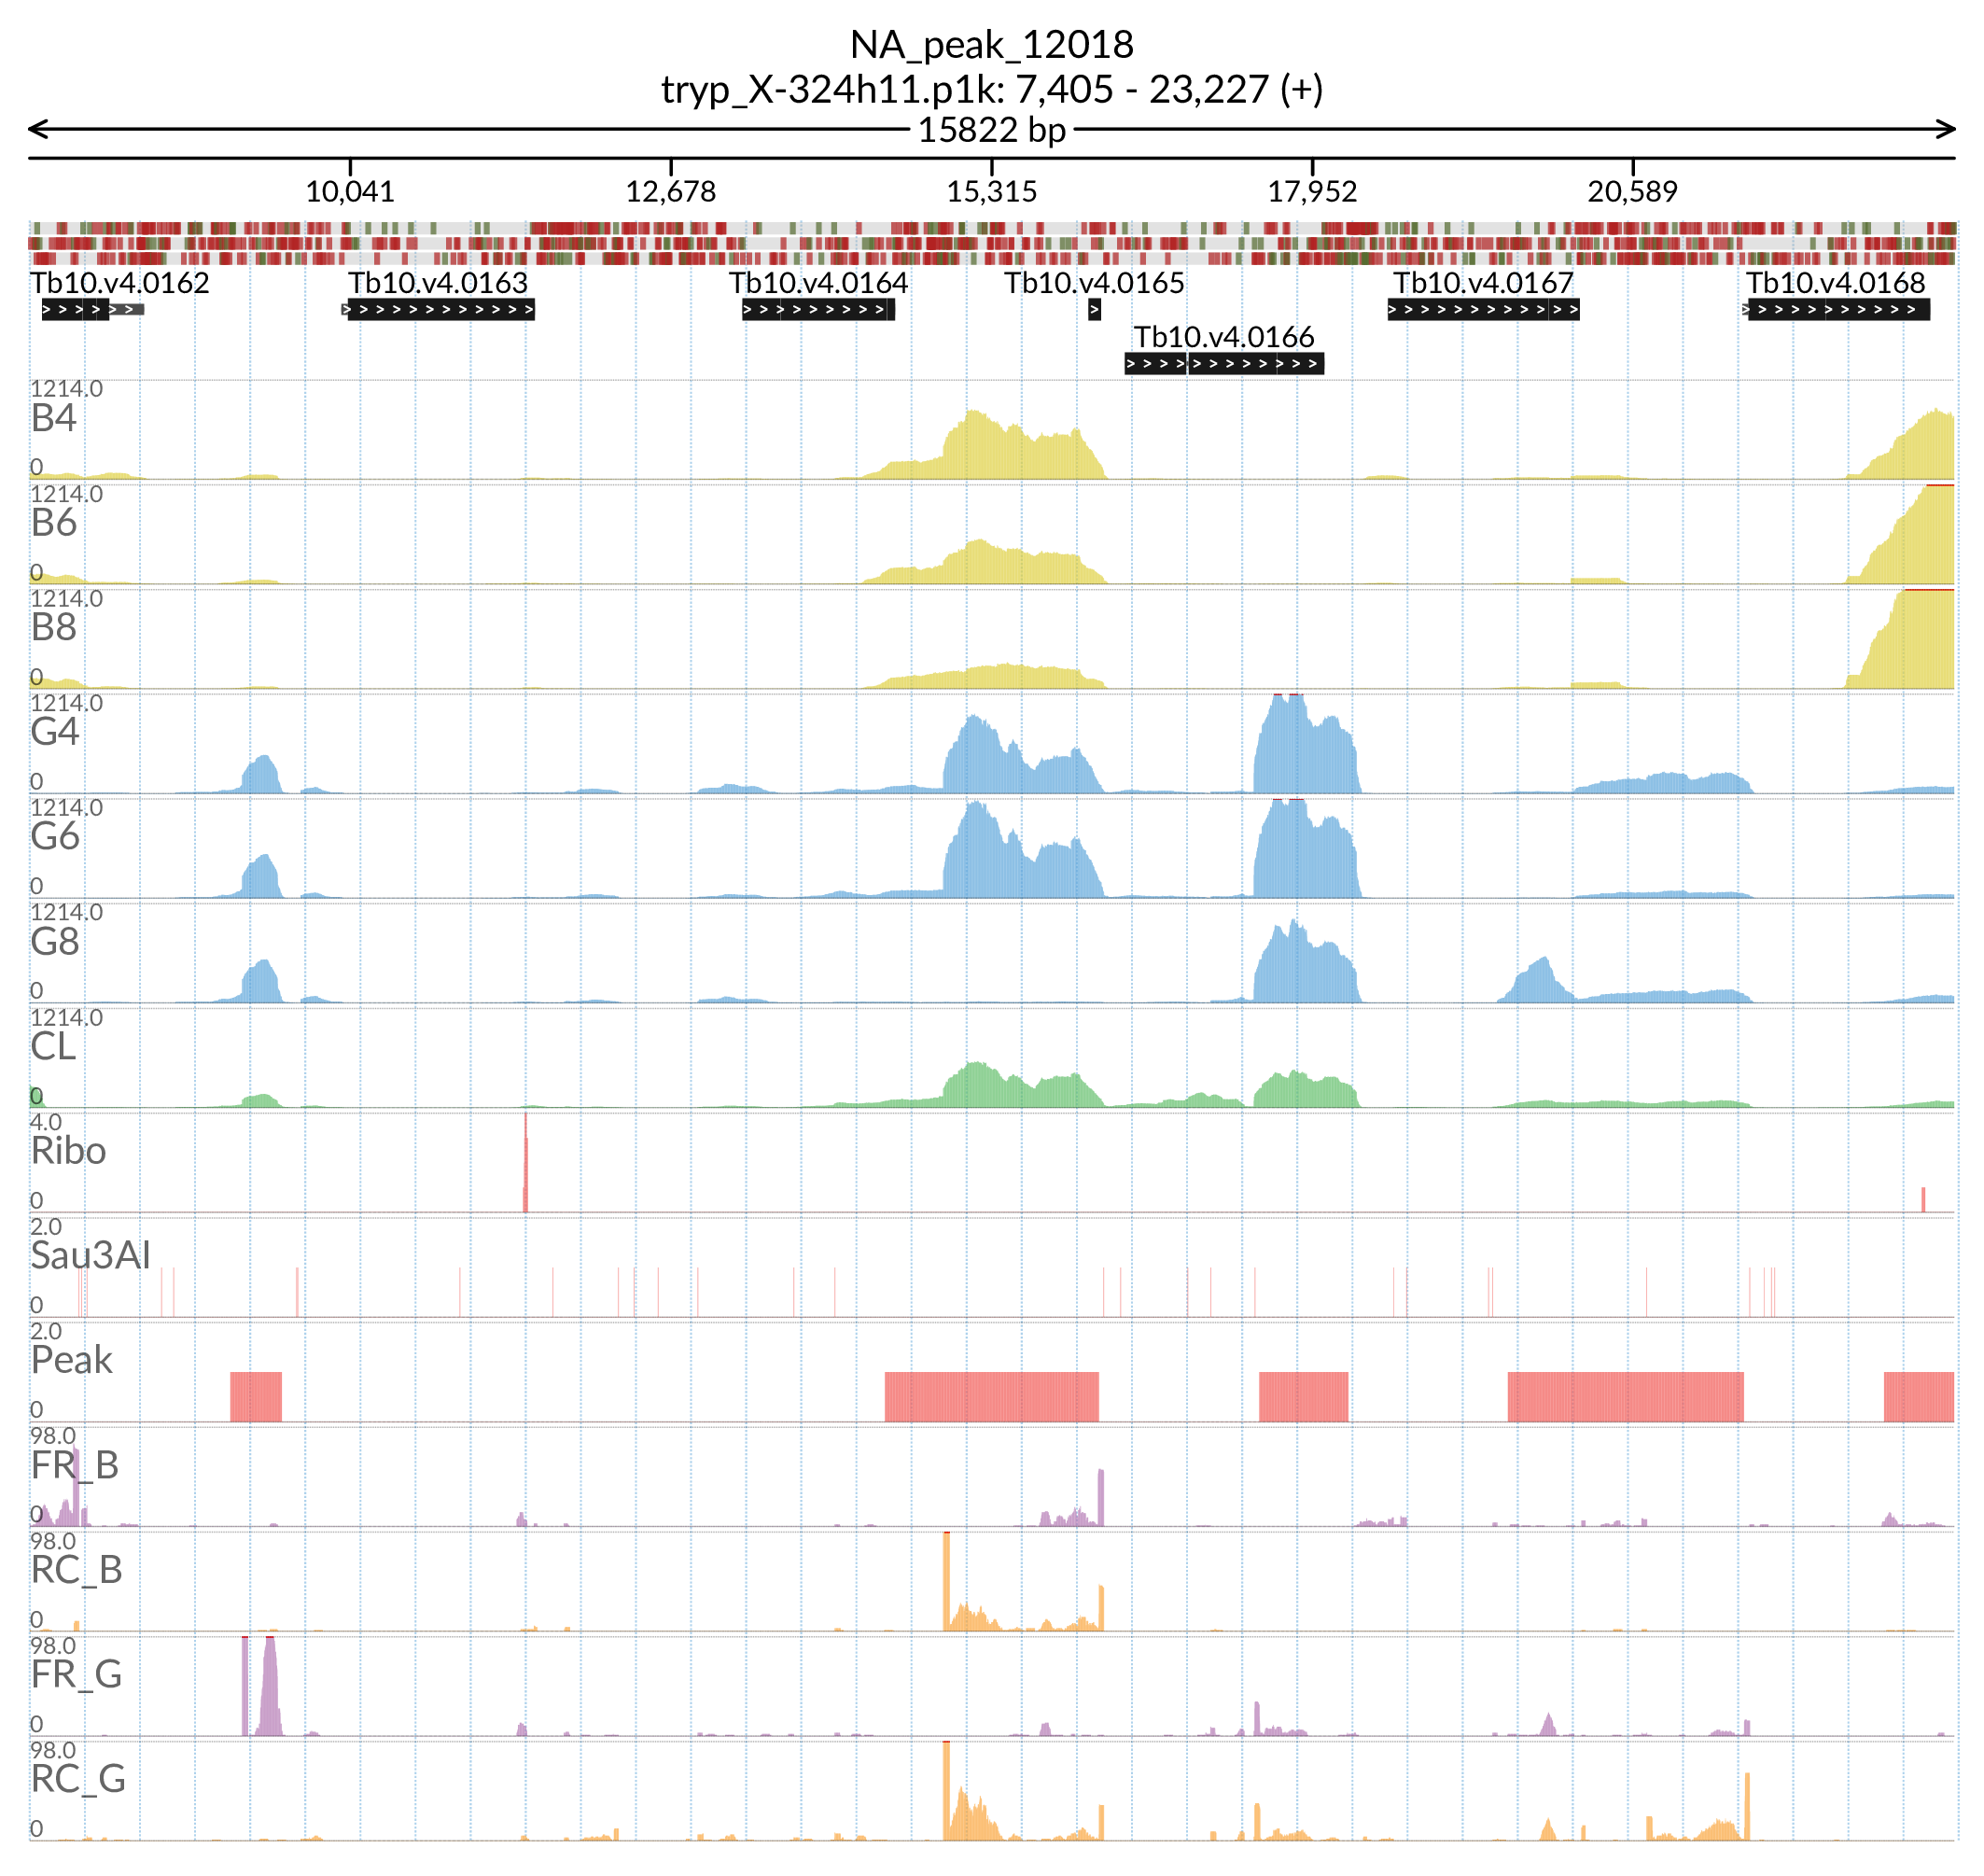 NA_peak_12018
tryp_X-324h11.p1k: 7,405 - 23,227 (+)
15822 bp
10,041 12,678 15,315 17,952 20,589
Tb10.v4.0162 Tb10.v4.0163 Tb10.v4.0164 Tb10.v4.0165 Tb10.v4.0167 Tb10.v4.0168
Tb10.v4.0166
1214.0
B4
0
1214.0
B6
0
1214.0
B8
0
1214.0
G4
0
1214.0
G6
0
1214.0
G8
0
1214.0
CL
0
4.0
Ribo
0
2.0
Sau3AI
0
2.0
Peak
0
98.0
FR_B
0
98.0
RC_B
0
98.0
FR_G
0
98.0
RC_G
0